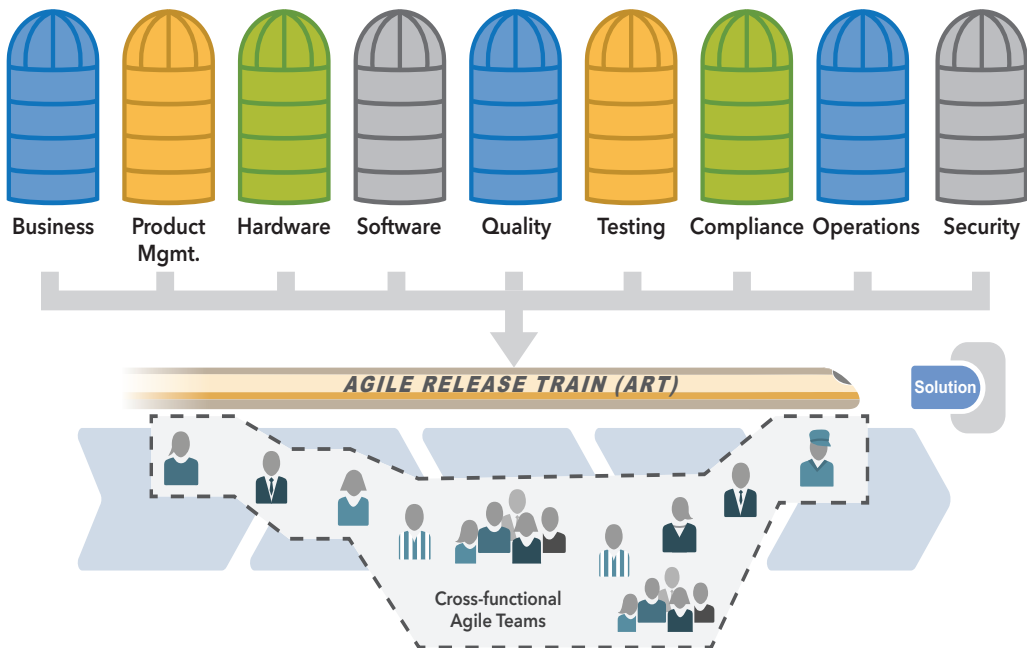 Business
Product
Mgmt.
Hardware
Software
Quality
Testing
Compliance
Operations
Security
AGILE RELEASE TRAIN (ART)
Solution
Cross-functional
Agile Teams